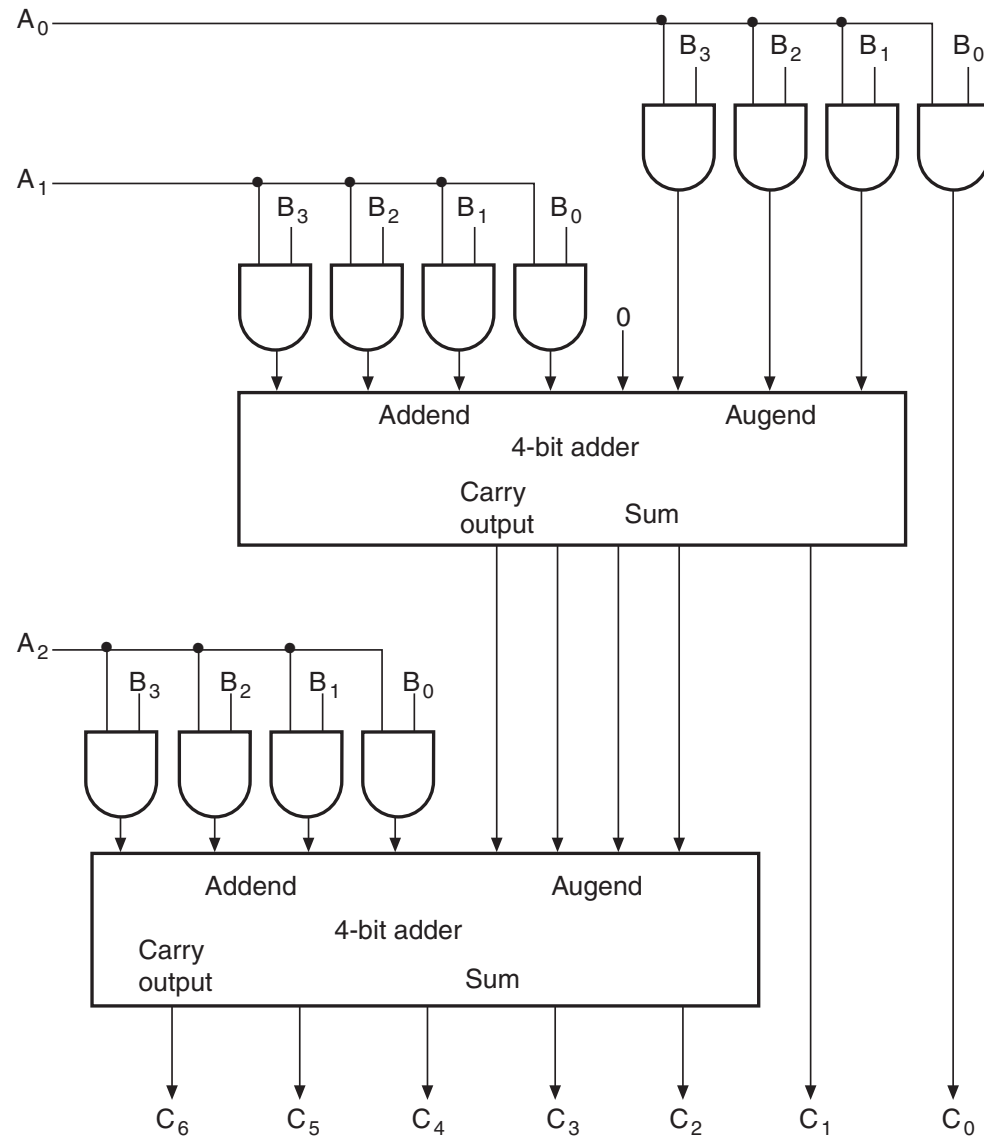 A₀
B₃ B₂ B₁ B₀
A₁
B₃ B₂ B₁ B₀
0
Addend Augend
4-bit adder
Carry
output Sum
A₂
B₃ B₂ B₁ B₀
Addend Augend
4-bit adder
Carry
output Sum
C₆ C₅ C₄ C₃ C₂ C₁ C₀